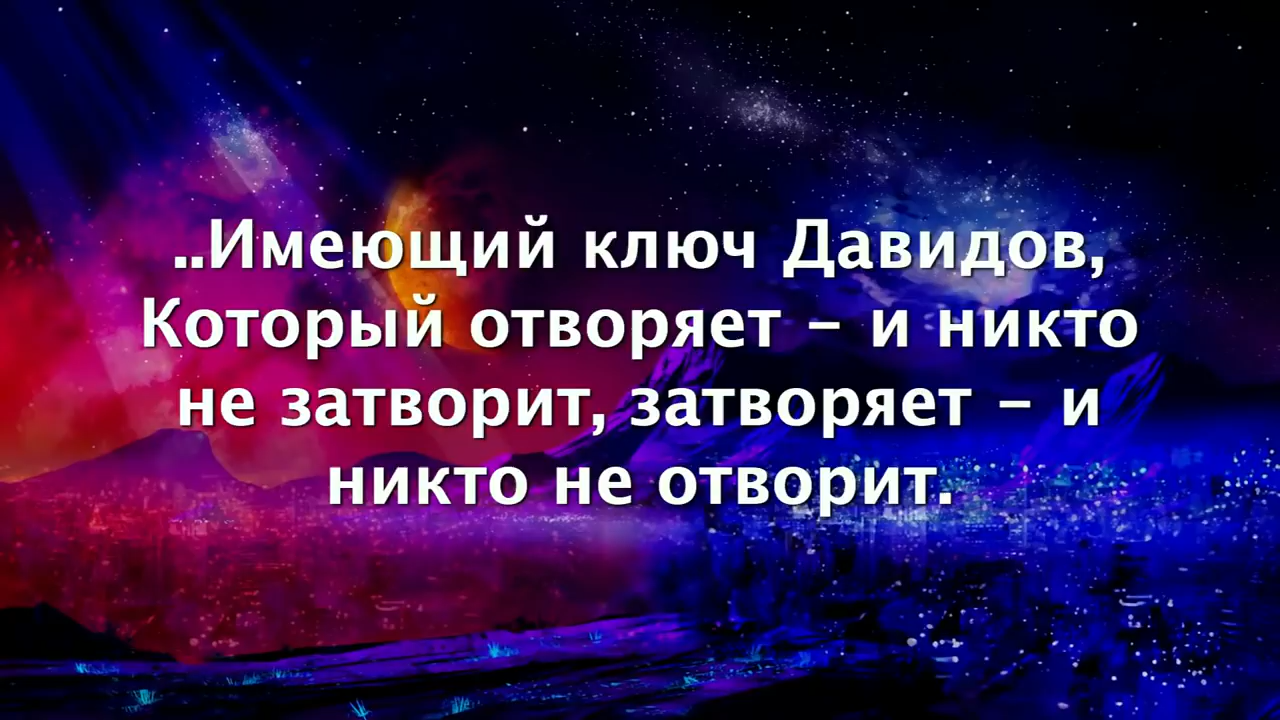 ..Имеющий ключ Давидов,
Который отворяет – и никто
не затворит, затворяет – и
никто не отворит.